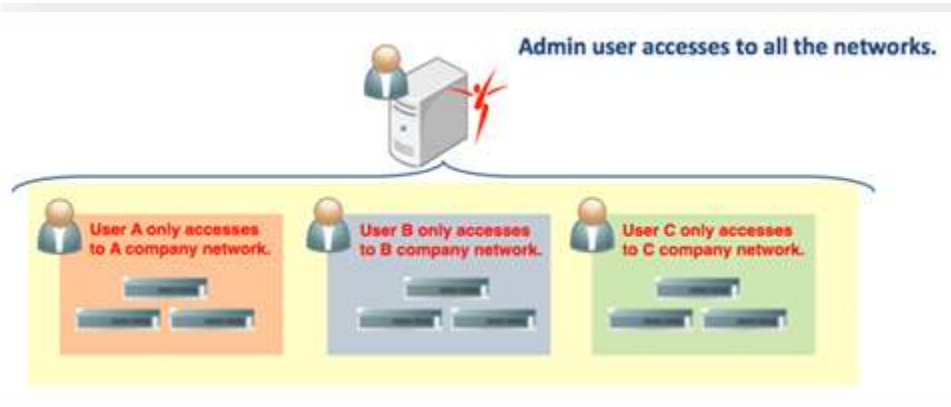 Admin user accesses to all the networks.
User A only accesses
to A company network.
User B only accesses
to B company network.
User C only accesses
to C company network.